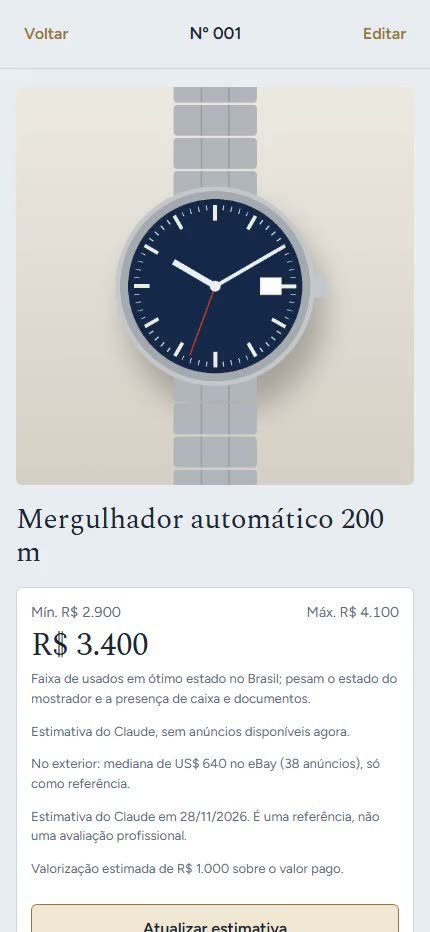 Voltar Nº 001 Editar
Mergulhador automático 200
m
Mín. R$ 2.900 Máx. R$ 4.100
R$ 3.400
Faixa de usados em ótimo estado no Brasil; pesam o estado do
mostrador e a presença de caixa e documentos.
Estimativa do Claude, sem anúncios disponíveis agora.
No exterior: mediana de US$ 640 no eBay (38 anúncios), só
como referência.
Estimativa do Claude em 28/11/2026. É uma referência, não
uma avaliação profissional.
Valorização estimada de R$ 1.000 sobre o valor pago.
Atualizar estimativa